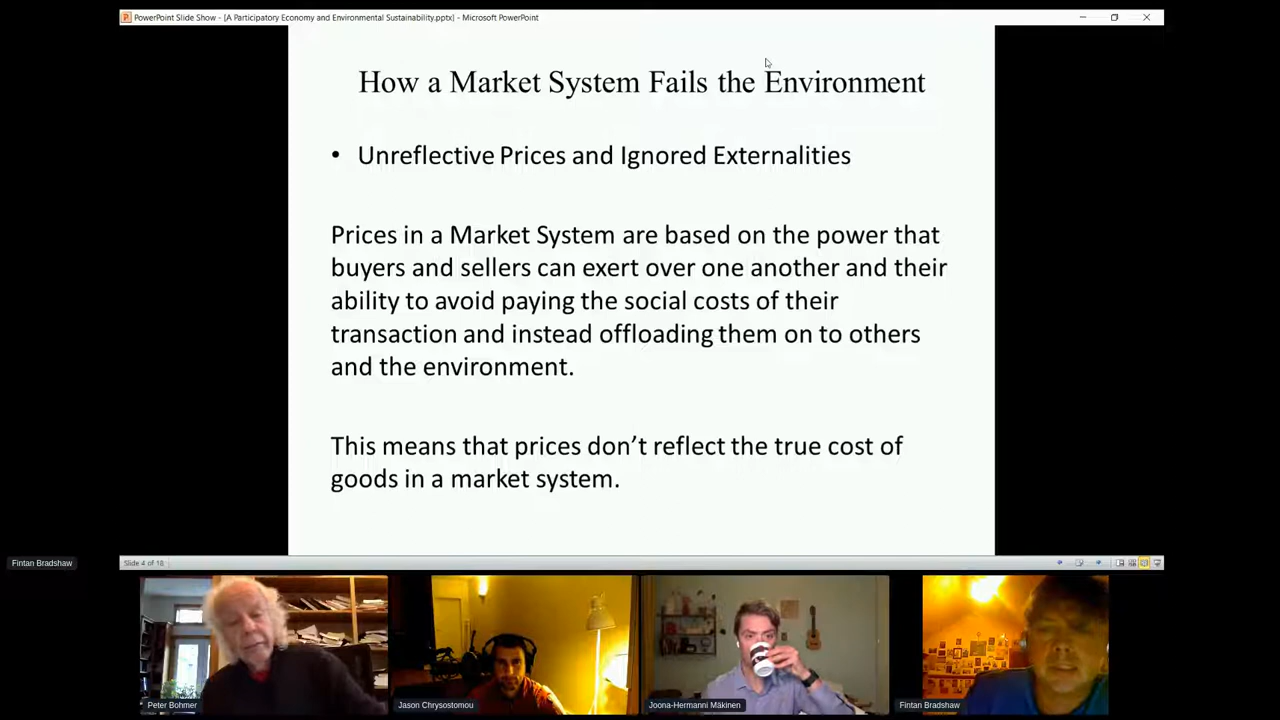 PowerPoint Slide Show - [A Participatory Economy and Environmental Sustainability.pptx] - Microsoft PowerPoint
How a Market System Fails the Environment
• Unreflective Prices and Ignored Externalities
Prices in a Market System are based on the power that
buyers and sellers can exert over one another and their
ability to avoid paying the social costs of their
transaction and instead offloading them on to others
and the environment.
This means that prices don’t reflect the true cost of
goods in a market system.
Fintan Bradshaw
Slide 4 of 18
Peter Bohmer
Jason Chrysostomou
Joona-Hermanni Mäkinen
Fintan Bradshaw